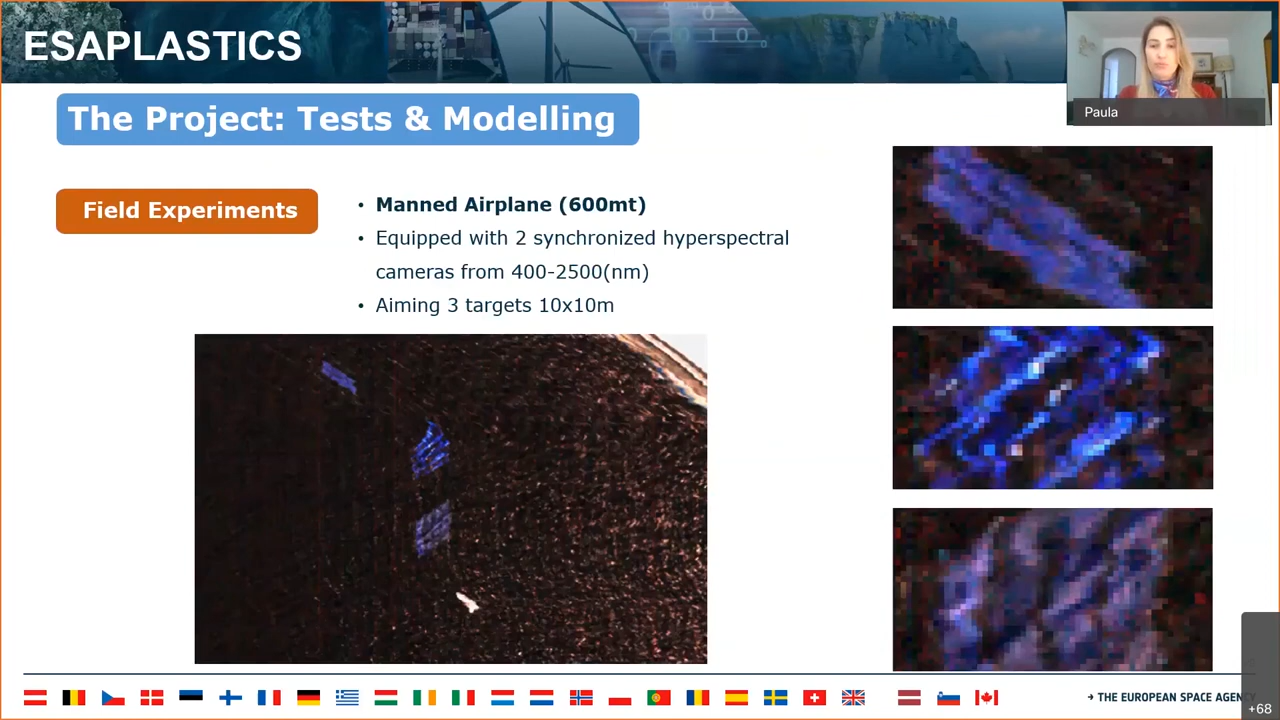 ESAPLASTICS
Paula
The Project: Tests & Modelling
Field Experiments
• Manned Airplane (600mt)
• Equipped with 2 synchronized hyperspectral
cameras from 400-2500(nm)
• Aiming 3 targets 10x10m
→ THE EUROPEAN SPACE AGENCY
+68